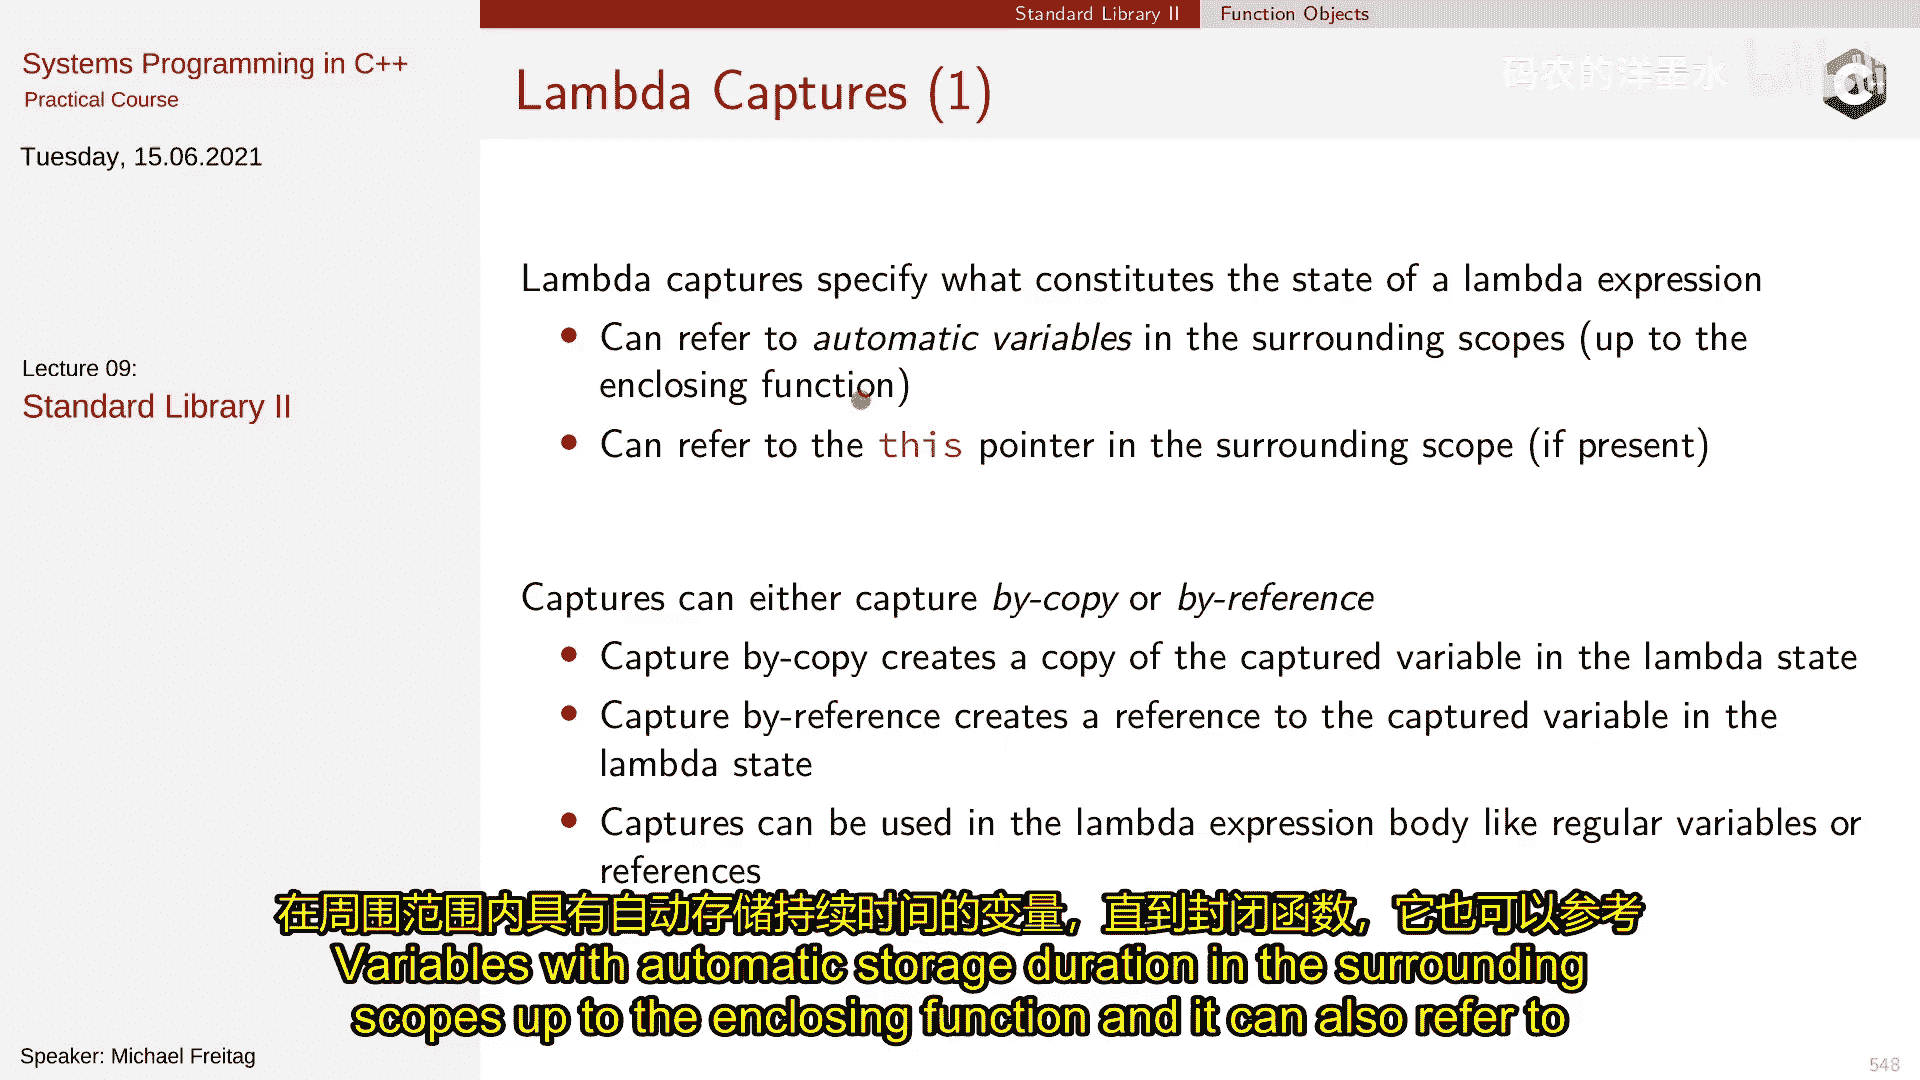 Standard Library II
Function Objects
Systems Programming in C++
Practical Course
Tuesday, 15.06.2021
Lecture 09:
Standard Library II
Speaker: Michael Freitag
Lambda Captures (1)
码农的洋墨水
Lambda captures specify what constitutes the state of a lambda expression
• Can refer to automatic variables in the surrounding scopes (up to the
enclosing function)
• Can refer to the this pointer in the surrounding scope (if present)
Captures can either capture by-copy or by-reference
• Capture by-copy creates a copy of the captured variable in the lambda state
• Capture by-reference creates a reference to the captured variable in the
lambda state
• Captures can be used in the lambda expression body like regular variables or
references
在周围范围内具有自动存储持续时间的变量，直到封闭函数，它也可以参考
Variables with automatic storage duration in the surrounding
scopes up to the enclosing function and it can also refer to
548